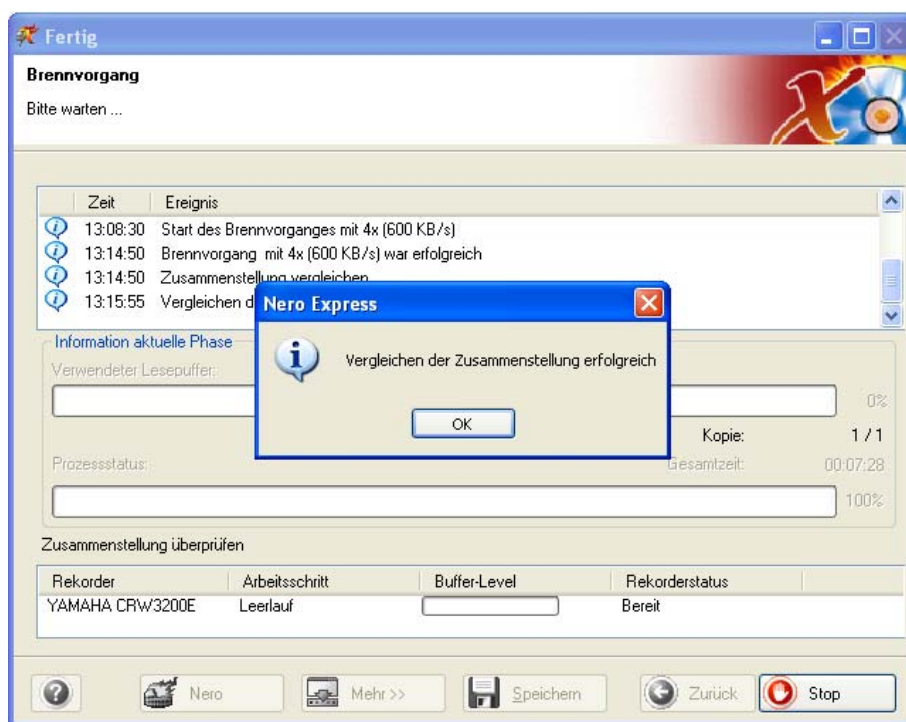 Fertig
Brennvorgang
Bitte warten ...
Zeit Ereignis
13:08:30 Start des Brennvorganges mit 4x (600 KB/s)
13:14:50 Brennvorgang mit 4x (600 KB/s) war erfolgreich
13:14:50 Zusammenstellung vergleichen
13:15:55 Vergleichen d
Nero Express
Vergleichen der Zusammenstellung erfolgreich
OK
Information aktuelle Phase
Verwendeter Lesepuffer:
0%
Kopie: 1 / 1
Prozessstatus: Gesamtzeit: 00:07:28
100%
Zusammenstellung überprüfen
Rekorder Arbeitsschritt Buffer-Level Rekorderstatus
YAMAHA CRW3200E Leerlauf Bereit
Nero Mehr >> Speichern Zurück Stop